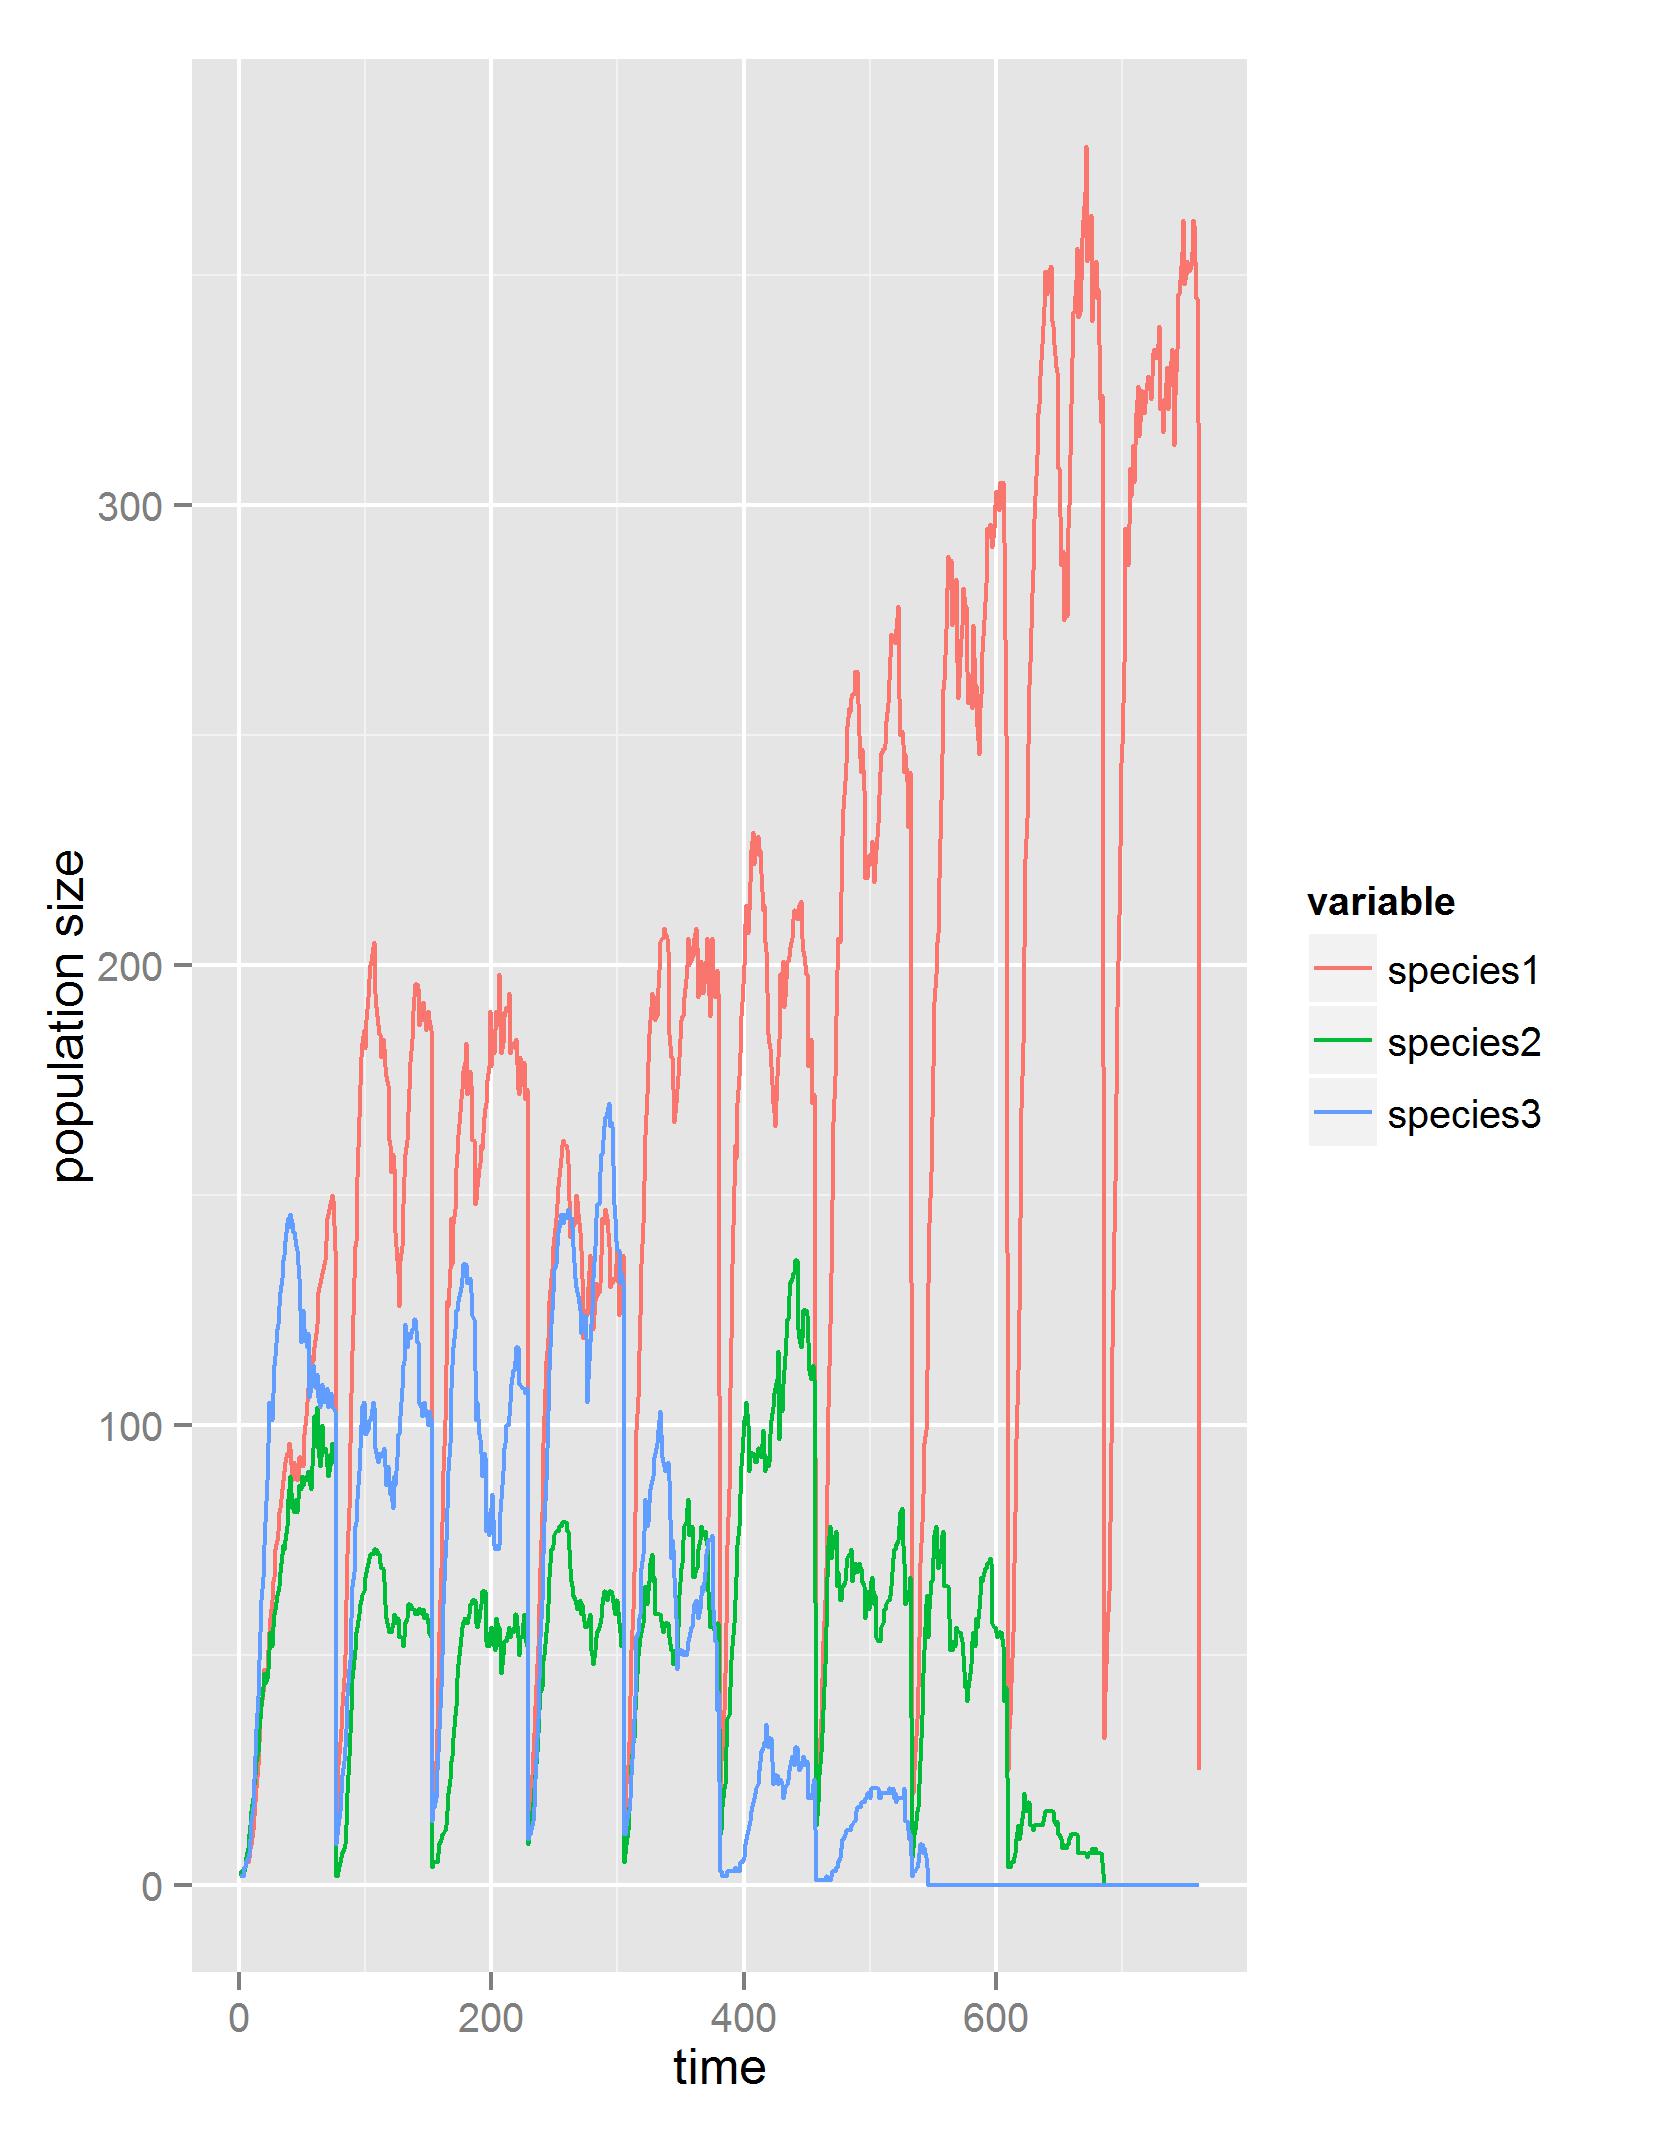 population size
300
200
100
0
0 200 400 600
time
variable
species1
species2
species3